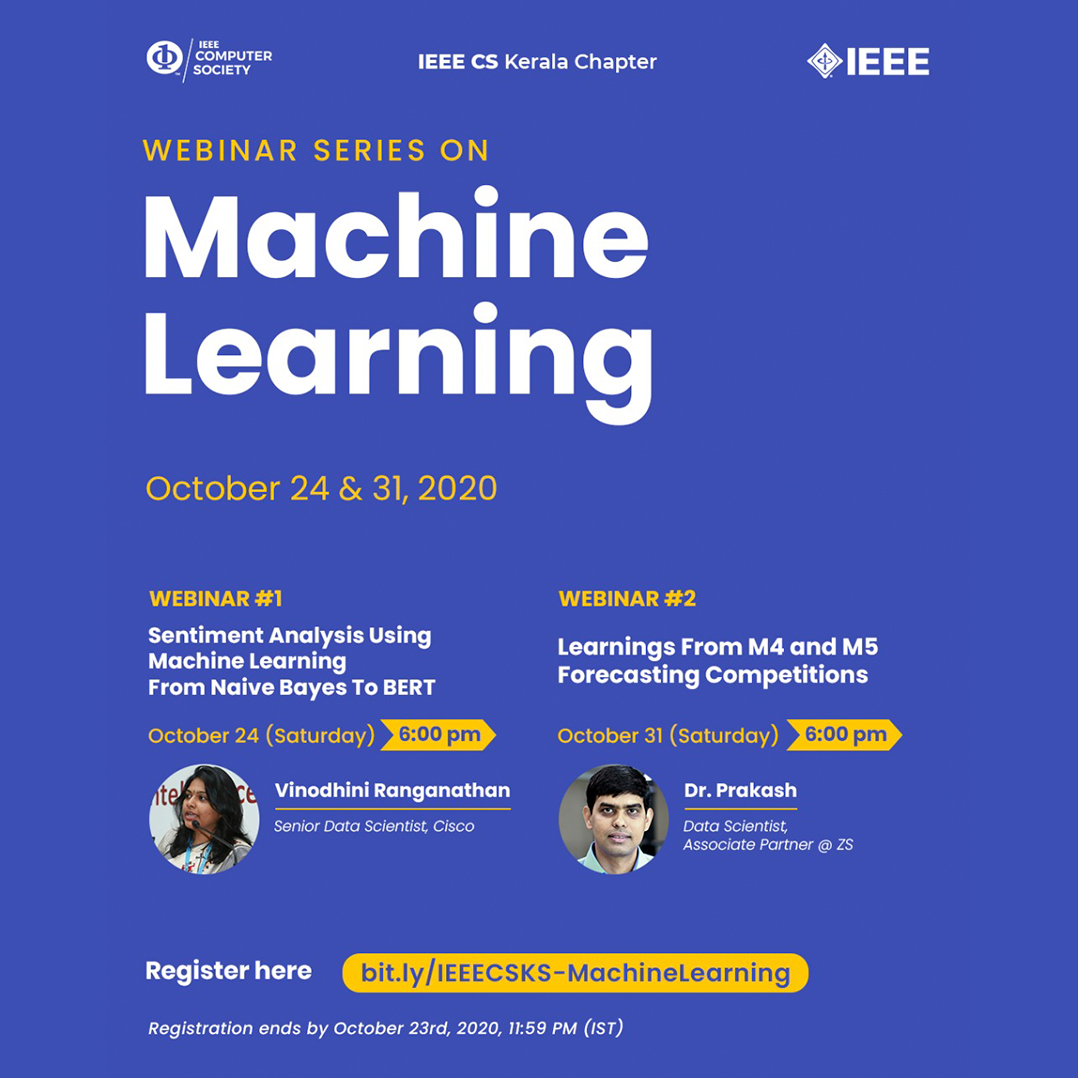 IEEE
COMPUTER
SOCIETY
IEEE CS Kerala Chapter
IEEE
WEBINAR SERIES ON
Machine
Learning
October 24 & 31, 2020
WEBINAR #1
Sentiment Analysis Using
Machine Learning
From Naive Bayes To BERT
October 24 (Saturday) 6:00 pm
Vinodhini Ranganathan
Senior Data Scientist, Cisco
WEBINAR #2
Learnings From M4 and M5
Forecasting Competitions
October 31 (Saturday) 6:00 pm
Dr. Prakash
Data Scientist,
Associate Partner @ ZS
Register here bit.ly/IEEECSKS-MachineLearning
Registration ends by October 23rd, 2020, 11:59 PM (IST)